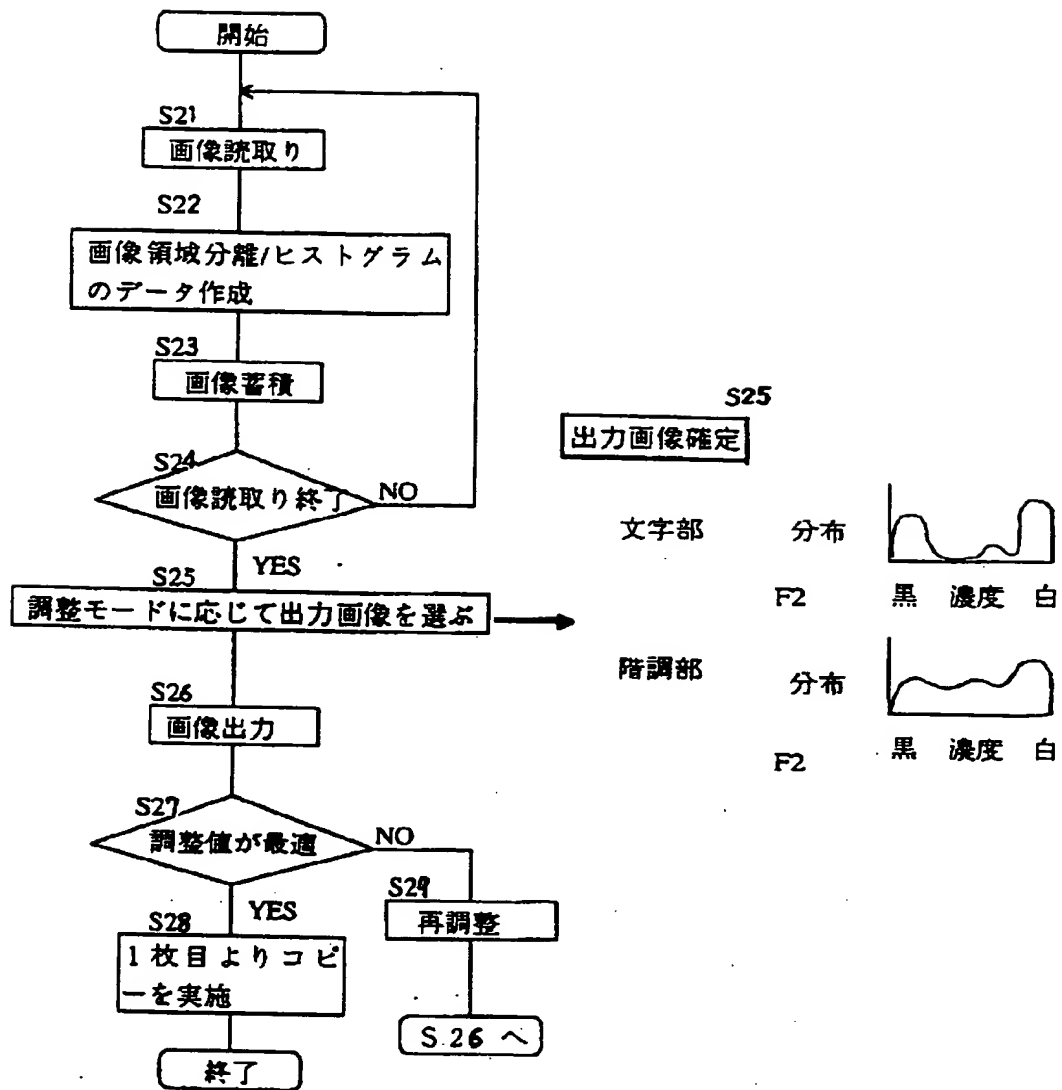 開始
S21
画像読取り
S22
画像領域分離/ヒストグラム
のデータ作成
S23
画像蓄積
S24
画像読取り終了
NO
YES
S25
調整モードに応じて出力画像を選ぶ
S26
画像出力
S27
調整値が最適
NO
YES
S28
1枚目よりコピ
ーを実施
終了
S29
再調整
S.26 へ
S25
出力画像確定
文字部
分布
F2
黒 濃度 白
階調部
分布
F2
黒 濃度 白